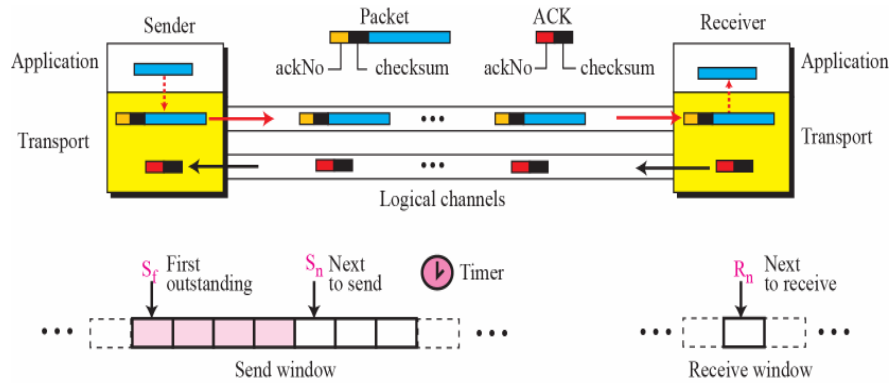 Sender
Packet
ACK
Receiver
Application
ackNo
checksum
ackNo
checksum
Application
Transport
Transport
Logical channels
Sf First
outstanding
Sn Next
to send
Timer
Rn Next
to receive
Send window
Receive window